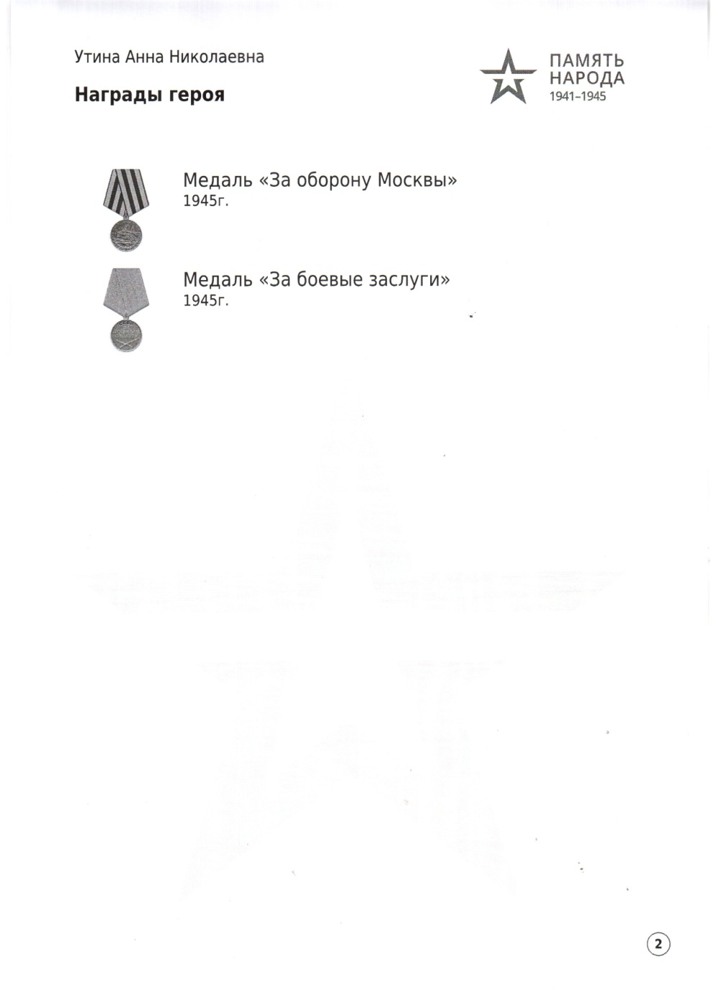 Утина Анна Николаевна
Награды героя
ПАМЯТЬ
НАРОДА
1941–1945
Медаль «За оборону Москвы»
1945г.
Медаль «За боевые заслуги»
1945г.
2